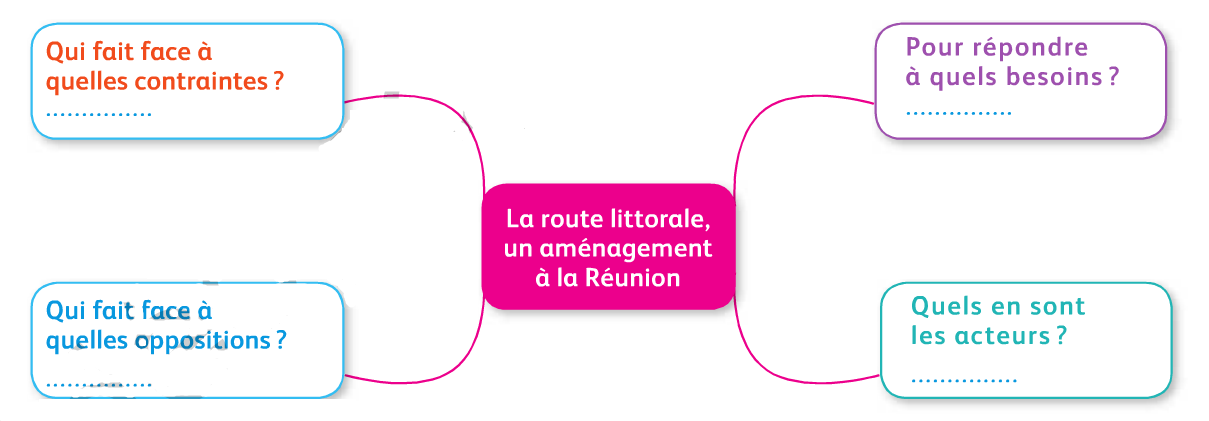 Qui fait face à
quelles contraintes ?
...............
Pour répondre
à quels besoins ?
...............
La route littorale,
un aménagement
à la Réunion
Qui fait face à
quelles oppositions ?
...............
Quels en sont
les acteurs ?
...............